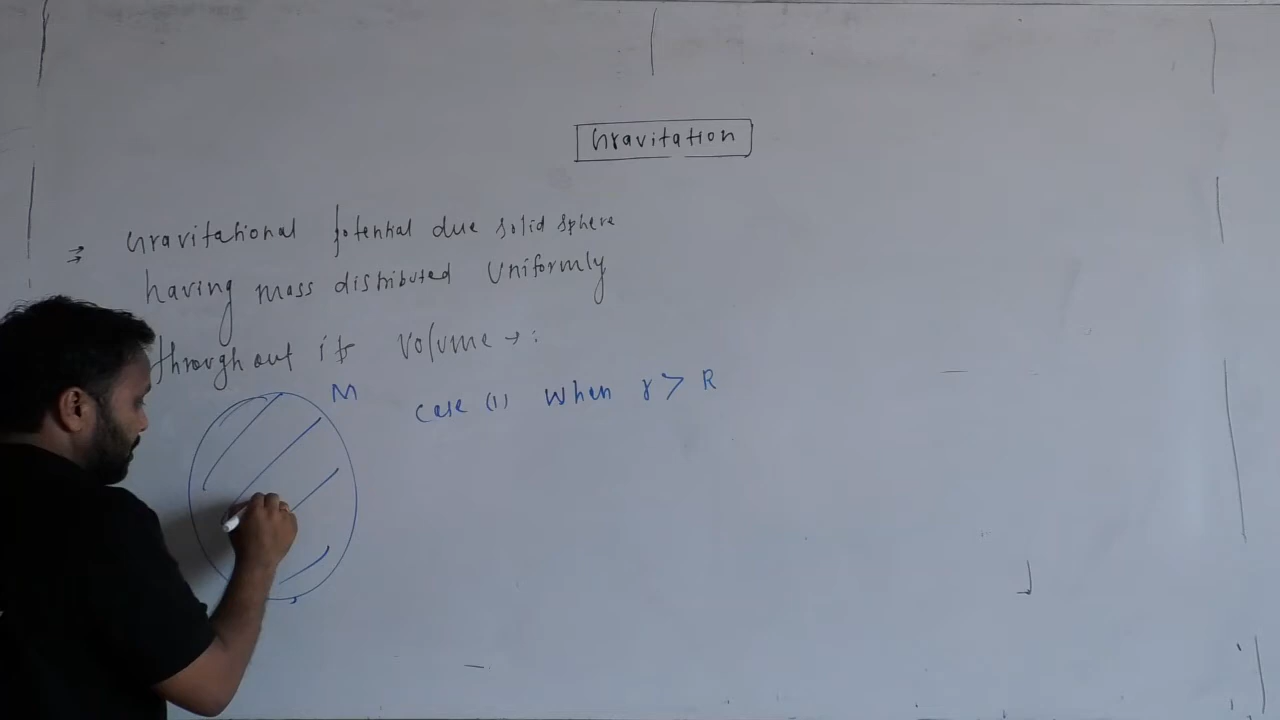 Gravitation
⇒ Gravitational potential due solid sphere
having mass distributed Uniformly
throughout its Volume → :
M
Case (1) When r > R